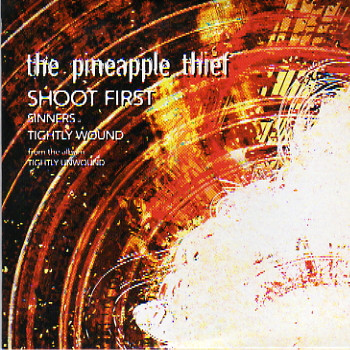 the pineapple thief
SHOOT FIRST
SINNERS
TIGHTLY WOUND
from the album
TIGHTLY UNWOUND